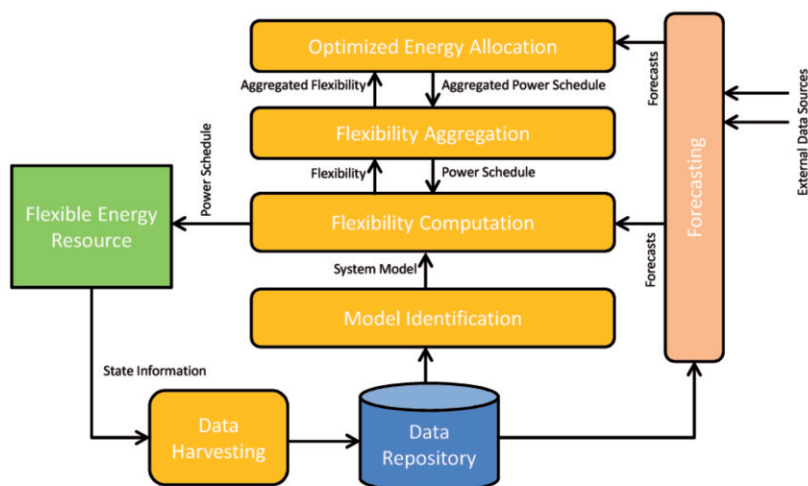 Optimized Energy Allocation
Forecasts
Aggregated Flexibility
Aggregated Power Schedule
External Data Sources
Flexibility Aggregation
Forecasting
Power Schedule
Flexibility
Power Schedule
Flexible Energy
Resource
Flexibility Computation
Forecasts
System Model
Model Identification
State Information
Data
Harvesting
Data
Repository